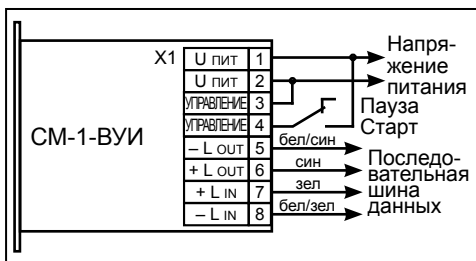 X1
U пит 1
U пит 2
УПРАВЛЕНИЕ 3
УПРАВЛЕНИЕ 4
– L OUT 5
+ L OUT 6
+ L IN 7
– L IN 8
СМ-1-ВУИ
Напря-
жение
питания
Пауза
Старт
бел/син
син
зел
бел/зел
Последо-
вательная
шина
данных